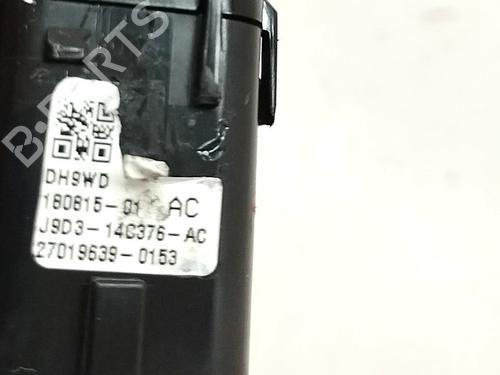 B-PARTS
DH9WD
180815-01 AC
J9D3-14C376-AC
27019639-0153